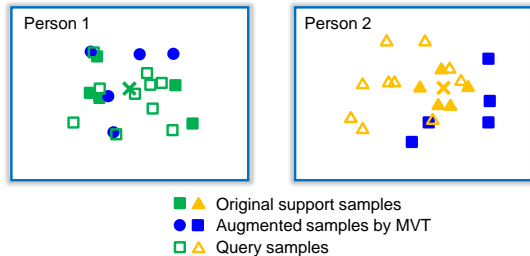 Person 1
Person 2
Original support samples
Augmented samples by MVT
Query samples